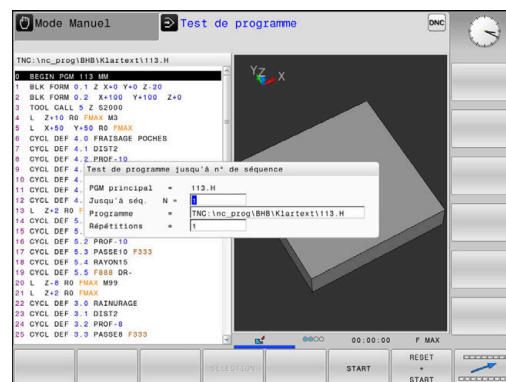 Mode Manuel
Test de programme
DNC
TNC:\nc_prog\BHB\Klartext\113.H
0 BEGIN PGM 113 MM
1 BLK FORM 0.1 Z X+0 Y+0 Z-20
2 BLK FORM 0.2 X+100 Y+100 Z+0
3 TOOL CALL 5 Z S2000
4 L Z+10 R0 FMAX M3
5 L X+50 Y+50 R0 FMAX
6 CYCL DEF 4.0 FRAISAGE POCHES
7 CYCL DEF 4.1 DIST2
8 CYCL DEF 4.2 PROF-10
9 CYCL DEF 4.
10 CYCL DEF 4.
11 CYCL DEF 4.
12 CYCL DEF 4.
13 L Z+2 R0 F
14 CYCL DEF 5.
15 CYCL DEF 5.
16 CYCL DEF 5.2 PROF-10
17 CYCL DEF 5.3 PASSE10 F333
18 CYCL DEF 5.4 RAYON15
19 CYCL DEF 5.5 F888 DR-
20 L Z-8 R0 FMAX M99
21 L Z+2 R0 FMAX
22 CYCL DEF 3.0 RAINURAGE
23 CYCL DEF 3.1 DIST2
24 CYCL DEF 3.2 PROF-8
25 CYCL DEF 3.3 PASSE8 F333
Test de programme jusqu'à n° de séquence
PGM principal = 113.H
Jusqu'à séq. N =
Programme = TNC:\nc_prog\BHB\Klartext\113.H
Répétitions = 1
YZ X
00:00:00 F MAX
SELECTION
START
RESET
+
START